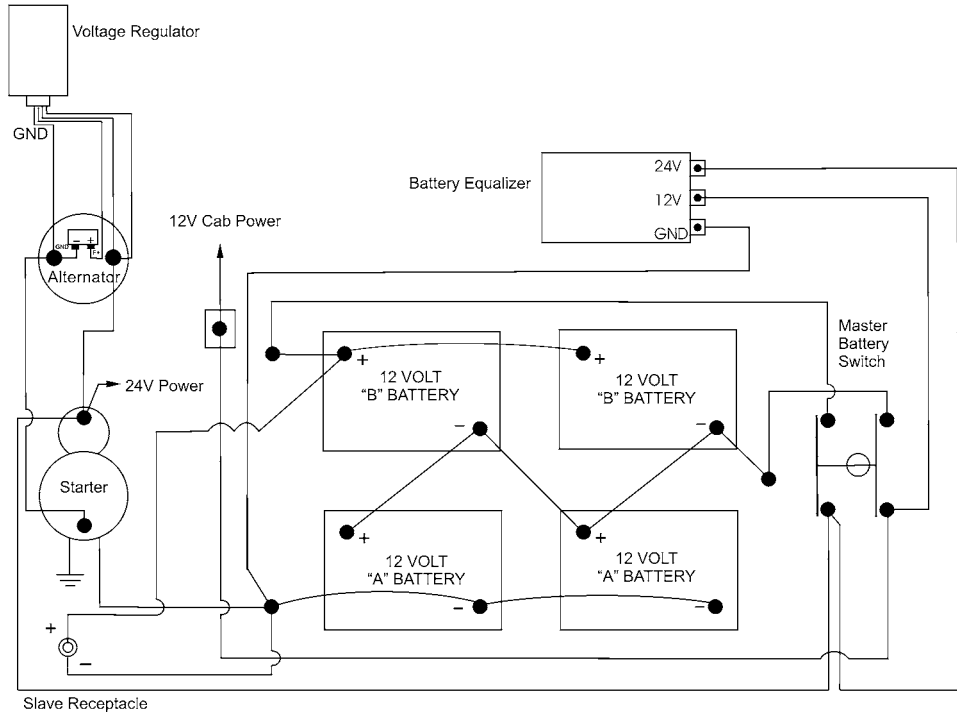 Voltage Regulator
GND
Battery Equalizer
24V
12V
GND
12V Cab Power
GND
− +
F+
Alternator
24V Power
Starter
+
12 VOLT
“B” BATTERY
−
+
12 VOLT
“B” BATTERY
−
Master
Battery
Switch
+
12 VOLT
“A” BATTERY
−
+
12 VOLT
“A” BATTERY
−
+
−
Slave Receptacle